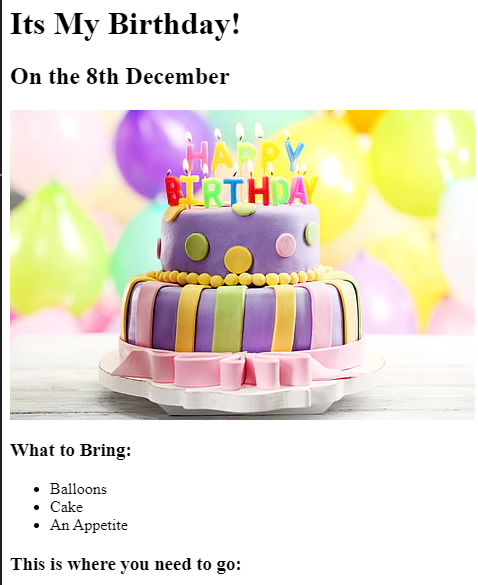 Its My Birthday!
On the 8th December
HAPPY
BIRTHDAY
What to Bring:
Balloons
Cake
An Appetite
This is where you need to go: